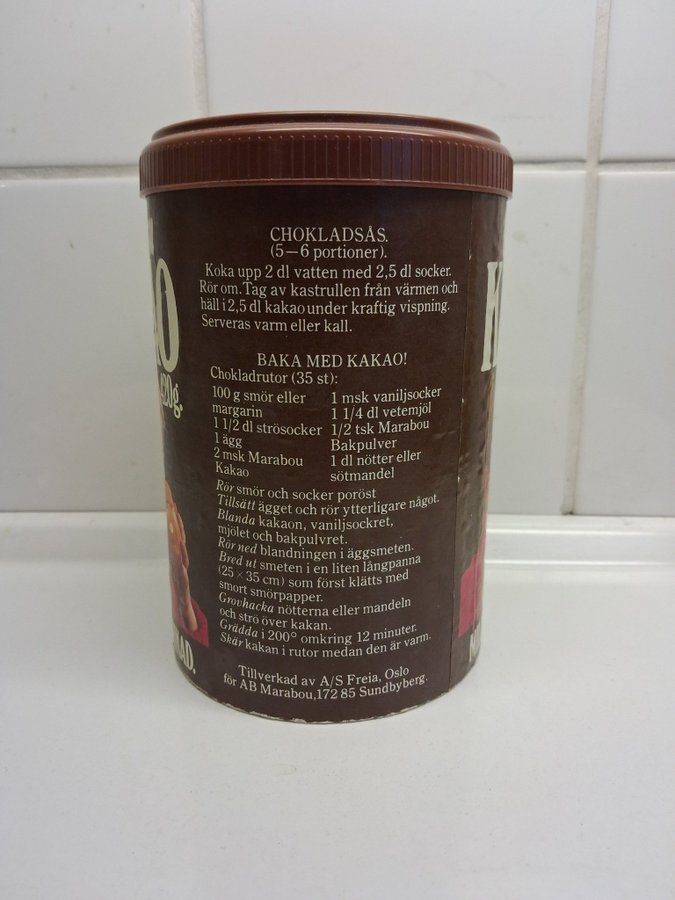 CHOKLADSÅS.
(5—6 portioner).
Koka upp 2 dl vatten med 2,5 dl socker.
Rör om. Tag av kastrullen från värmen och
häll i 2,5 dl kakao under kraftig vispning.
Serveras varm eller kall.
BAKA MED KAKAO!
Chokladrutor (35 st):
100 g smör eller
margarin
1 1/2 dl strösocker
1 ägg
2 msk Marabou
Kakao
1 msk vaniljsocker
1 1/4 dl vetemjöl
1/2 tsk Marabou
Bakpulver
1 dl nötter eller
sötmandel
Rör smör och socker poröst
Tillsätt ägget och rör ytterligare något.
Blanda kakaon, vaniljsockret,
mjölet och bakpulvret.
Rör ned blandningen i äggsmeten.
Bred ut smeten i en liten långpanna
(25 × 35 cm) som först klätts med
smort smörpapper.
Grovhacka nötterna eller mandeln
och strö över kakan.
Grädda i 200° omkring 12 minuter.
Skär kakan i rutor medan den är varm.
Tillverkad av A/S Freia, Oslo
för AB Marabou, 172 85 Sundbyberg.